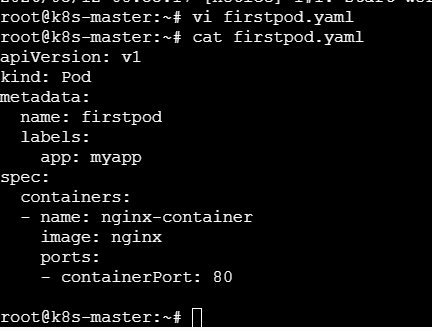 root@k8s-master:~# vi firstpod.yaml
root@k8s-master:~# cat firstpod.yaml
apiVersion: v1
kind: Pod
metadata:
  name: firstpod
  labels:
    app: myapp
spec:
  containers:
  - name: nginx-container
    image: nginx
    ports:
    - containerPort: 80

root@k8s-master:~#